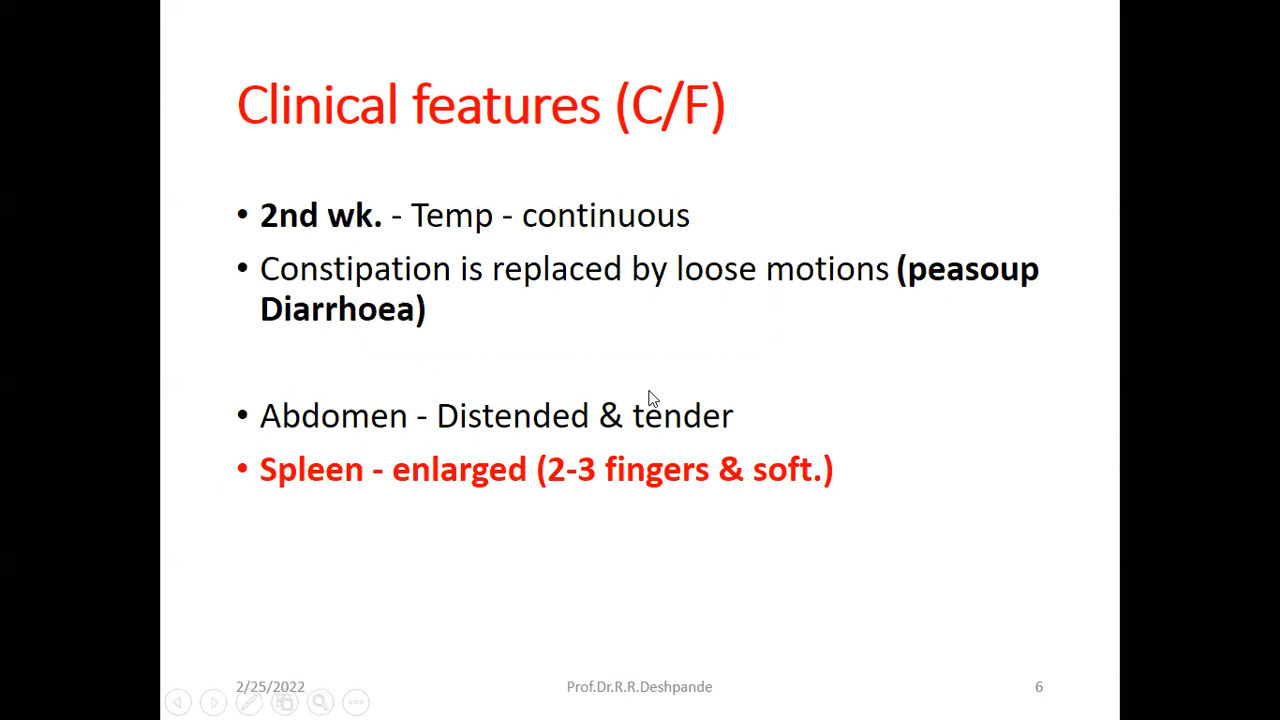 Clinical features (C/F)
• 2nd wk. - Temp - continuous
• Constipation is replaced by loose motions (peasoup
Diarrhoea)
• Abdomen - Distended & tender
• Spleen - enlarged (2-3 fingers & soft.)
2/25/2022
Prof.Dr.R.R.Deshpande
6